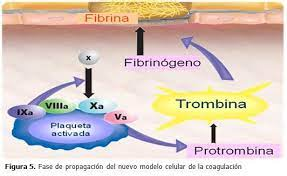 Fibrina
x
Fibrinógeno
IXa
VIIIa
Xa
Va
Trombina
Plaqueta
activada
Protrombina
Figura 5. Fase de propagación del nuevo modelo celular de la coagulación